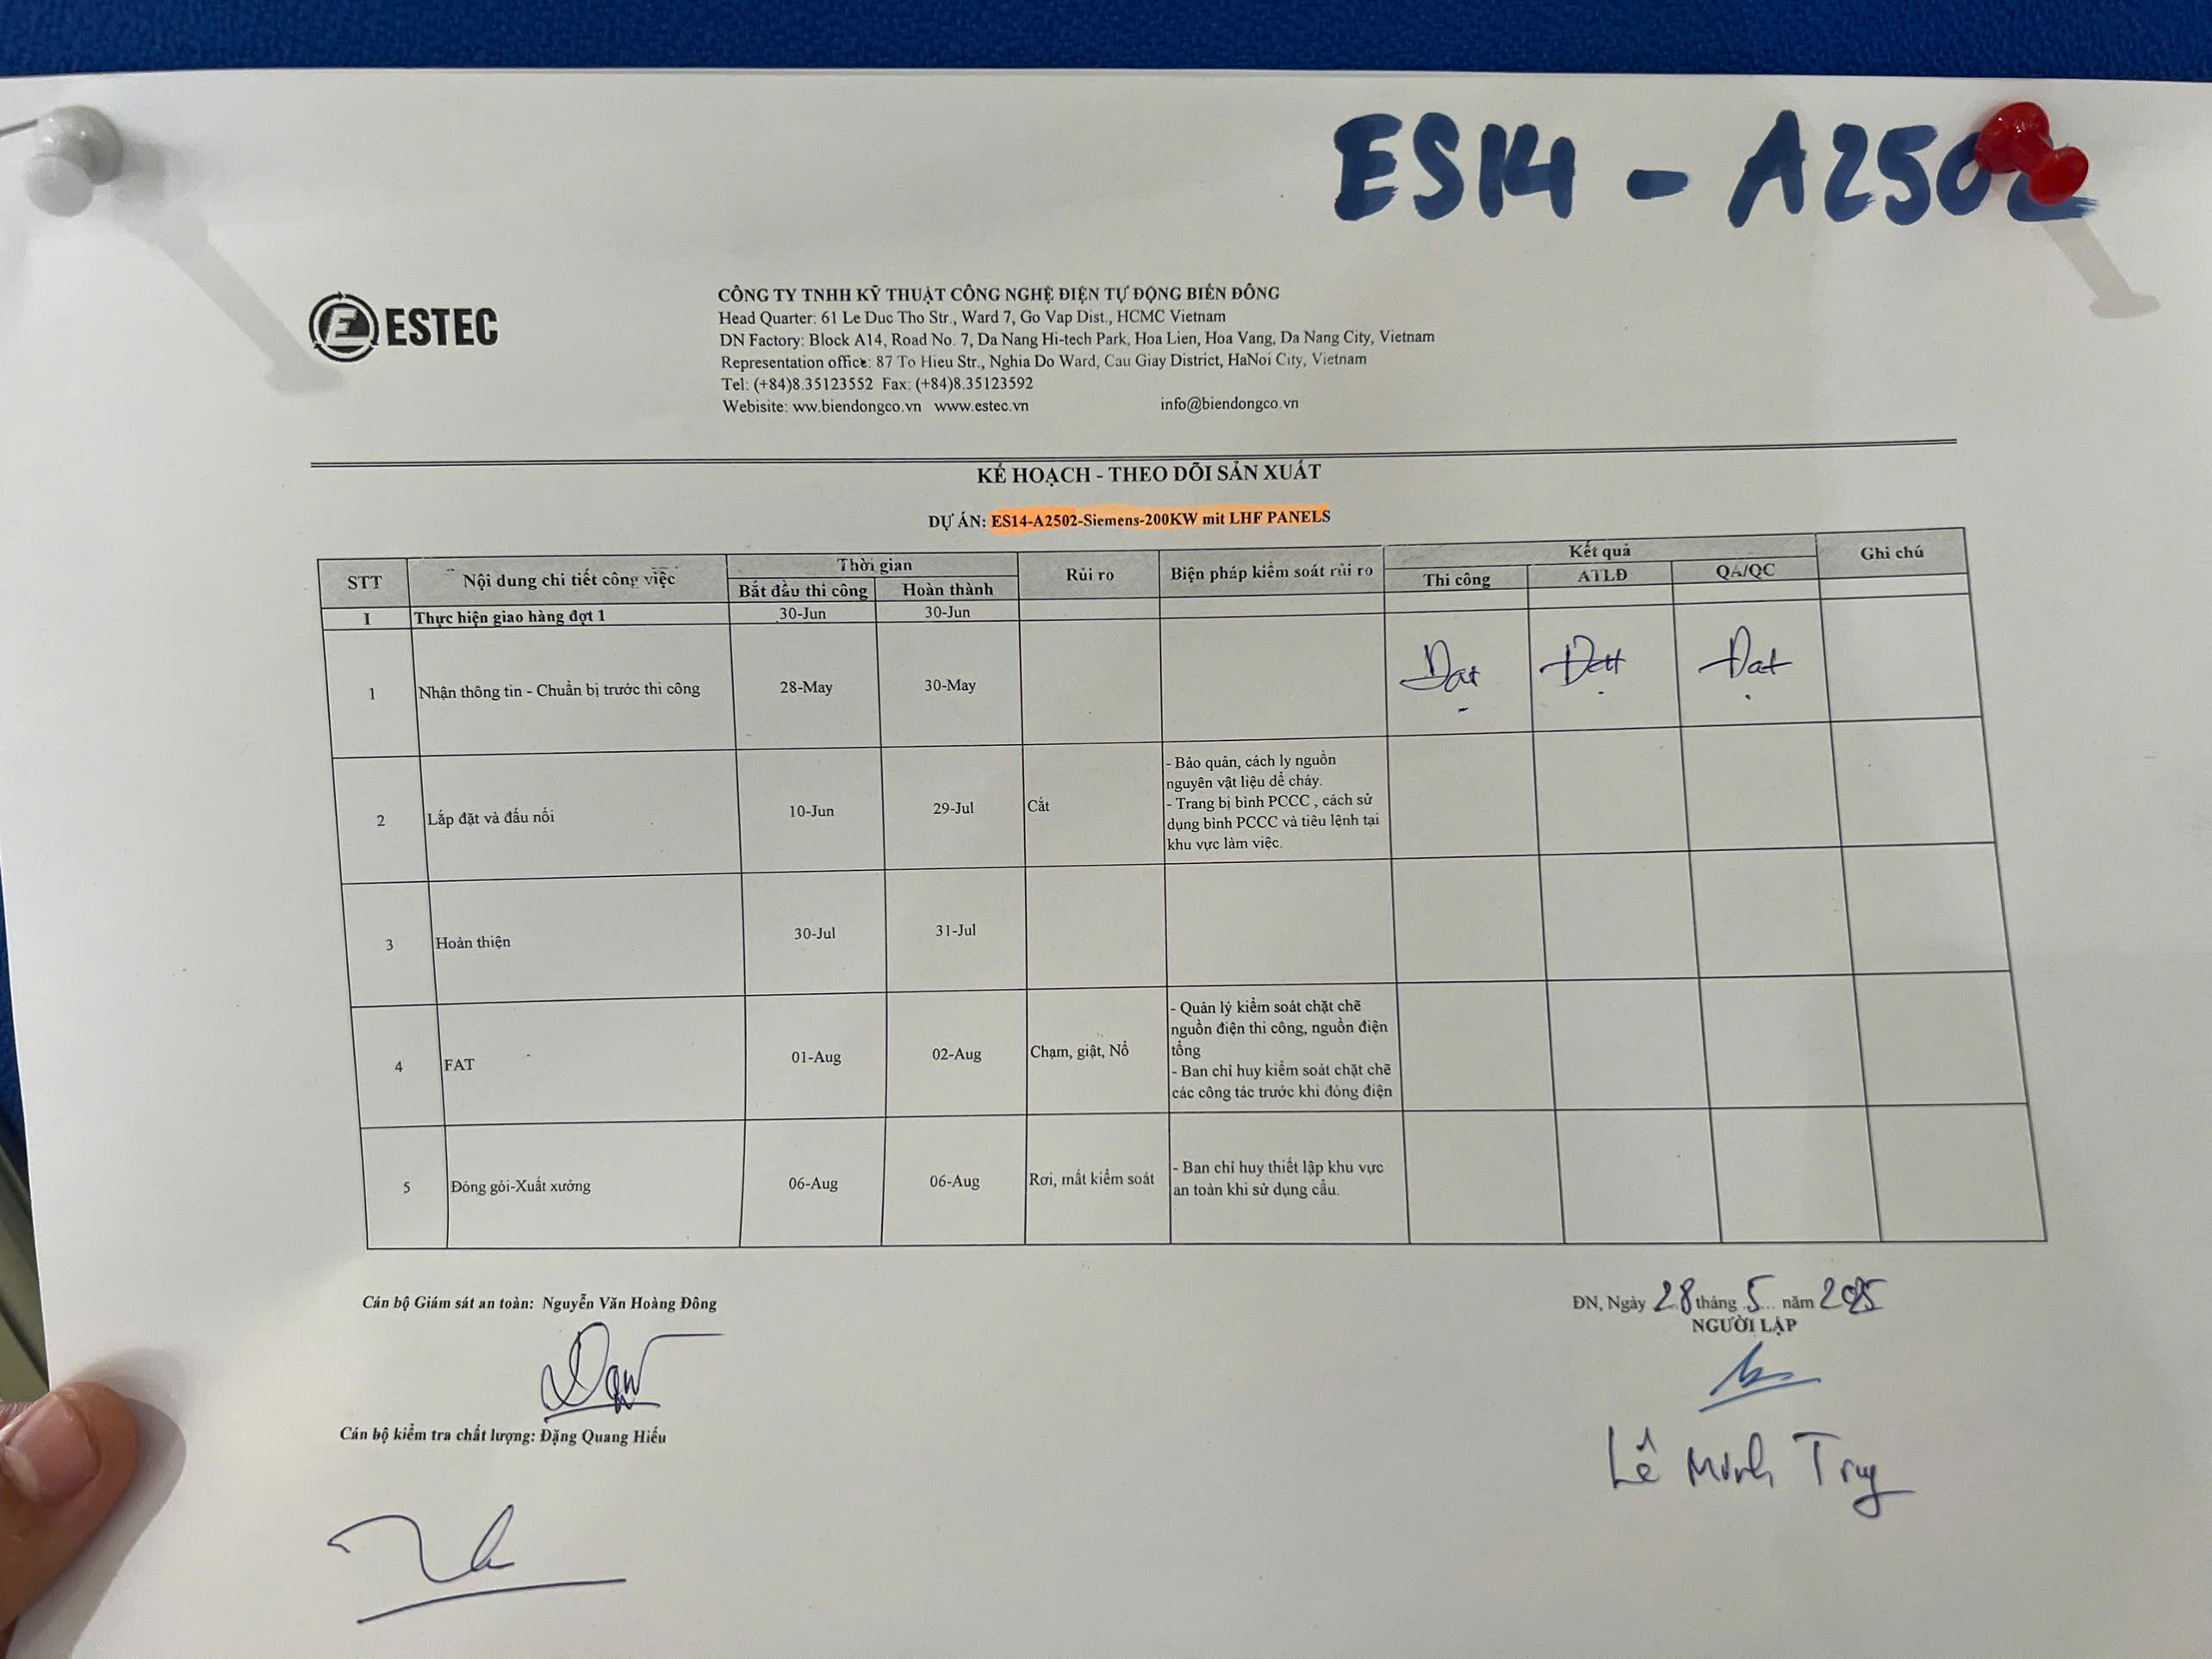 ES14 - A2502
ESTEC
CÔNG TY TNHH KỸ THUẬT CÔNG NGHỆ ĐIỆN TỰ ĐỘNG BIỂN ĐÔNG
Head Quarter: 61 Le Duc Tho Str., Ward 7, Go Vap Dist., HCMC Vietnam
DN Factory: Block A14, Road No. 7, Da Nang Hi-tech Park, Hoa Lien, Hoa Vang, Da Nang City, Vietnam
Representation office: 87 To Hieu Str., Nghia Do Ward, Cau Giay District, HaNoi City, Vietnam
Tel: (+84)8.35123552 Fax: (+84)8.35123592
Webisite: ww.biendongco.vn www.estec.vn info@biendongco.vn
KẾ HOẠCH - THEO DÕI SẢN XUẤT
DỰ ÁN: ES14-A2502-Siemens-200KW mit LHF PANELS
STT Nội dung chi tiết công việc Thời gian Rủi ro Biện pháp kiểm soát rủi ro Kết quả Ghi chú
Bắt đầu thi công Hoàn thành Thi công ATLĐ QA/QC
I Thực hiện giao hàng đợt 1 30-Jun 30-Jun
1 Nhận thông tin - Chuẩn bị trước thi công 28-May 30-May Đạt Đạt Đạt
2 Lắp đặt và đấu nối 10-Jun 29-Jul Cắt
- Bảo quản, cách ly nguồn
nguyên vật liệu dễ cháy.
- Trang bị bình PCCC , cách sử
dụng bình PCCC và tiêu lệnh tại
khu vực làm việc.
3 Hoàn thiện 30-Jul 31-Jul
4 FAT 01-Aug 02-Aug Chạm, giật, Nổ
- Quản lý kiểm soát chặt chẽ
nguồn điện thi công, nguồn điện
tổng
- Ban chỉ huy kiểm soát chặt chẽ
các công tác trước khi đóng điện
5 Đóng gói-Xuất xưởng 06-Aug 06-Aug Rơi, mất kiểm soát
- Ban chỉ huy thiết lập khu vực
an toàn khi sử dụng cẩu.
Cán bộ Giám sát an toàn: Nguyễn Văn Hoàng Đông
ĐN, Ngày 28 tháng 5 năm 2025
NGƯỜI LẬP
Cán bộ kiểm tra chất lượng: Đặng Quang Hiếu
Lê Minh Truy